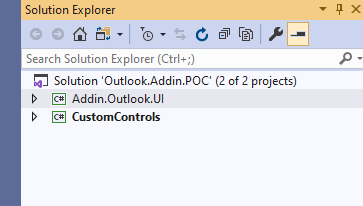 Solution Explorer
Search Solution Explorer (Ctrl+;)
Solution 'Outlook.Addin.POC' (2 of 2 projects)
C# Addin.Outlook.UI
C# CustomControls